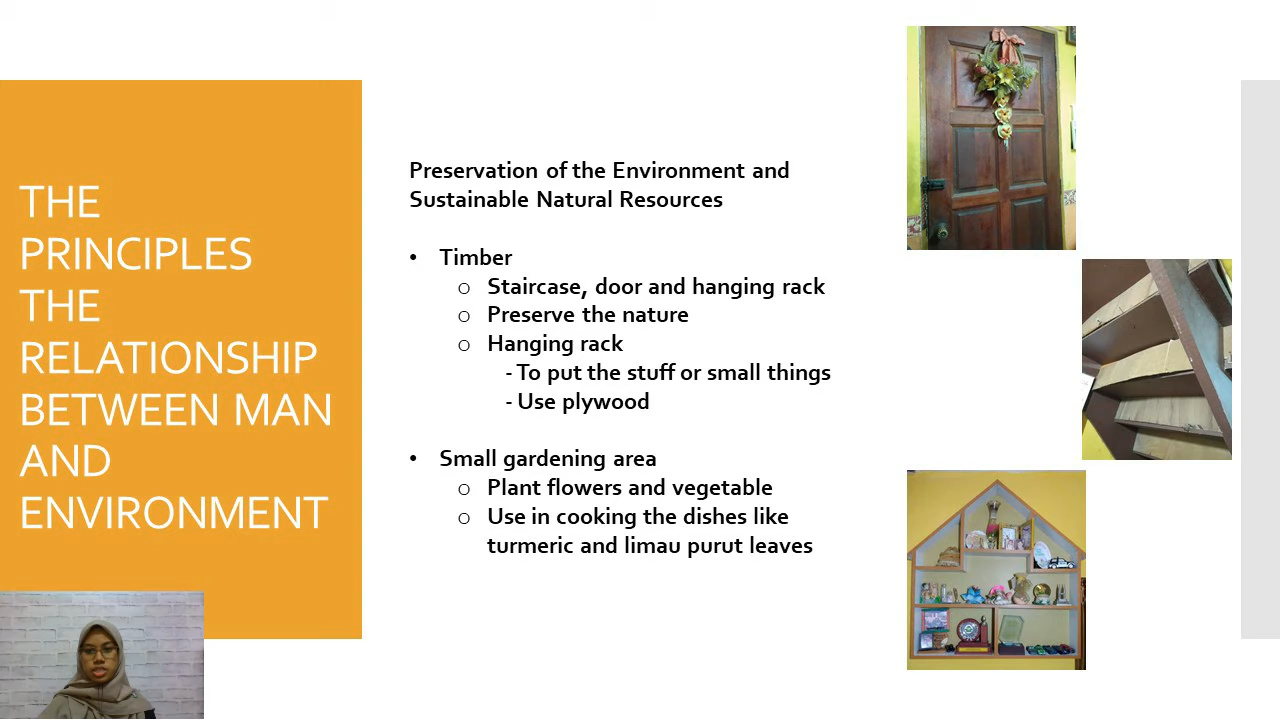 THE
PRINCIPLES
THE
RELATIONSHIP
BETWEEN MAN
AND
ENVIRONMENT
Preservation of the Environment and
Sustainable Natural Resources
• Timber
o Staircase, door and hanging rack
o Preserve the nature
o Hanging rack
- To put the stuff or small things
- Use plywood
• Small gardening area
o Plant flowers and vegetable
o Use in cooking the dishes like
turmeric and limau purut leaves